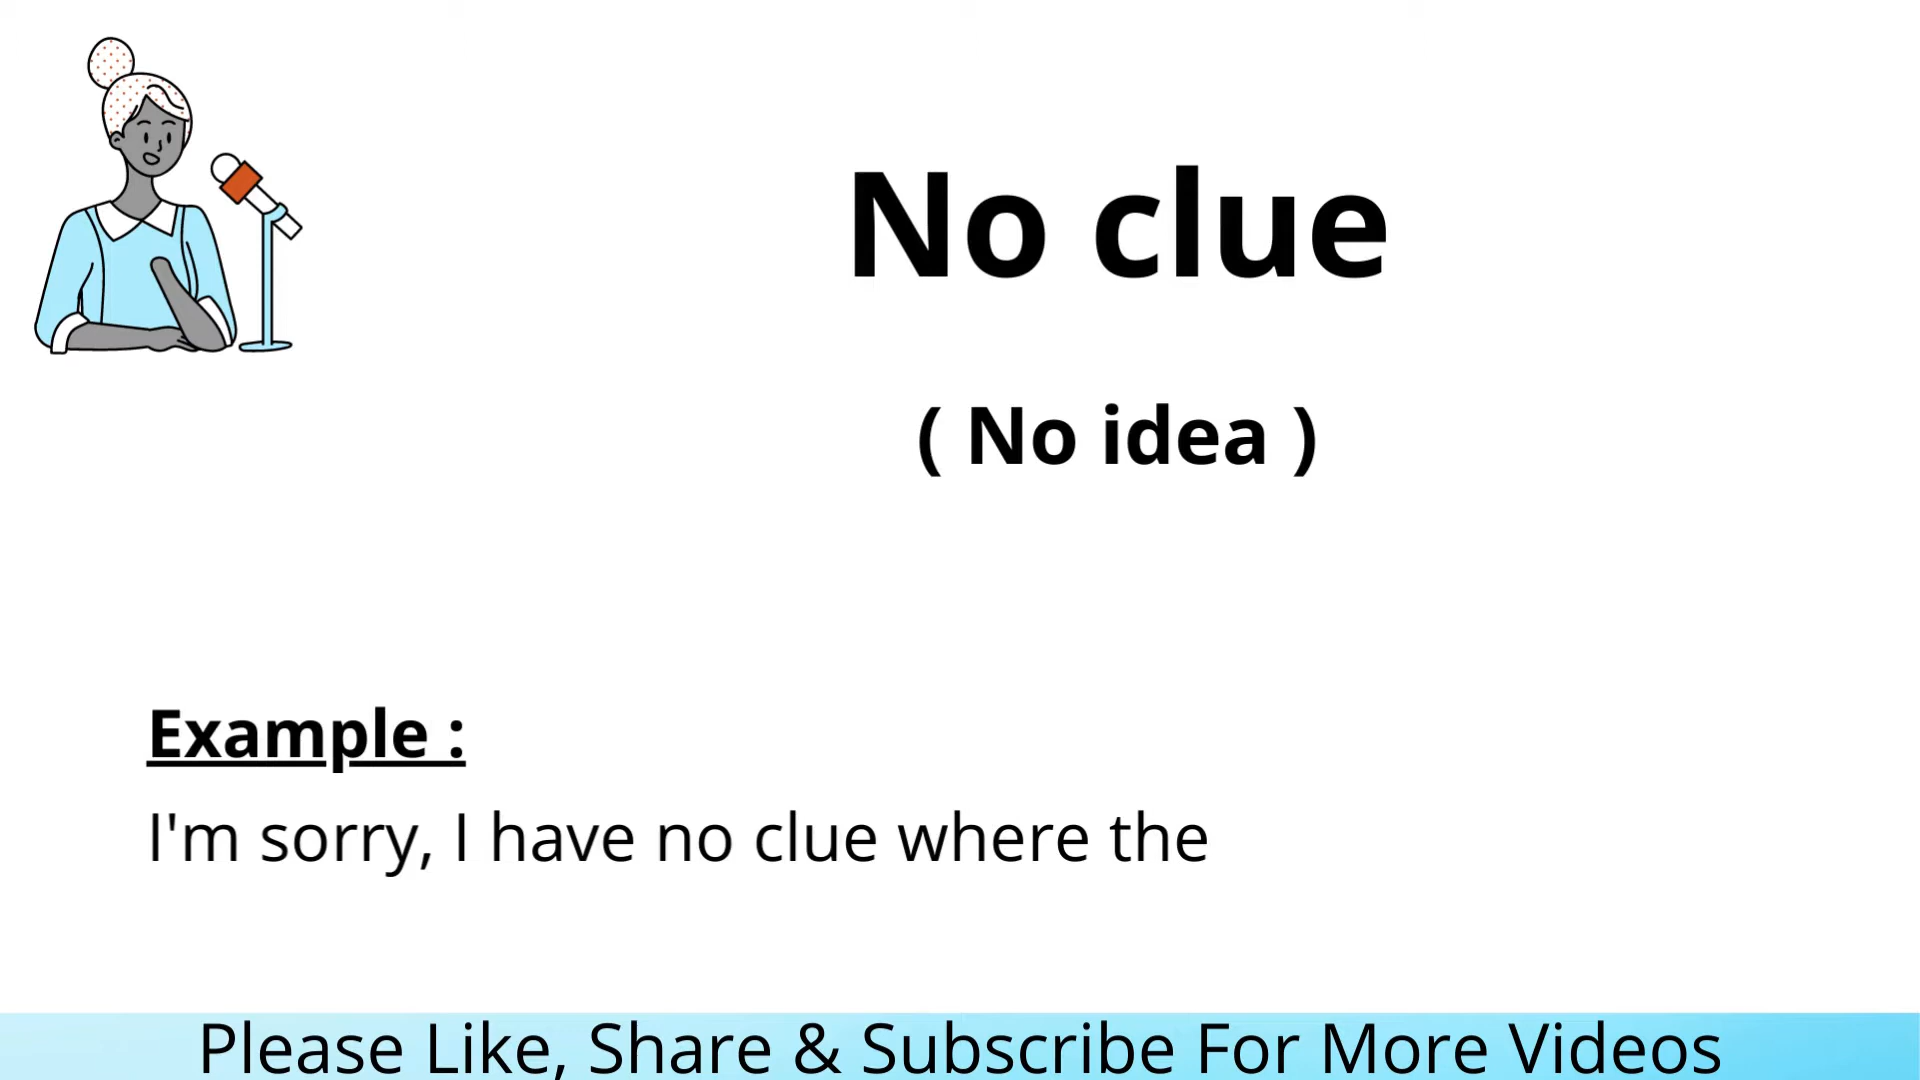 No clue
( No idea )
Example :
I'm sorry, I have no clue where the
Please Like, Share & Subscribe For More Videos